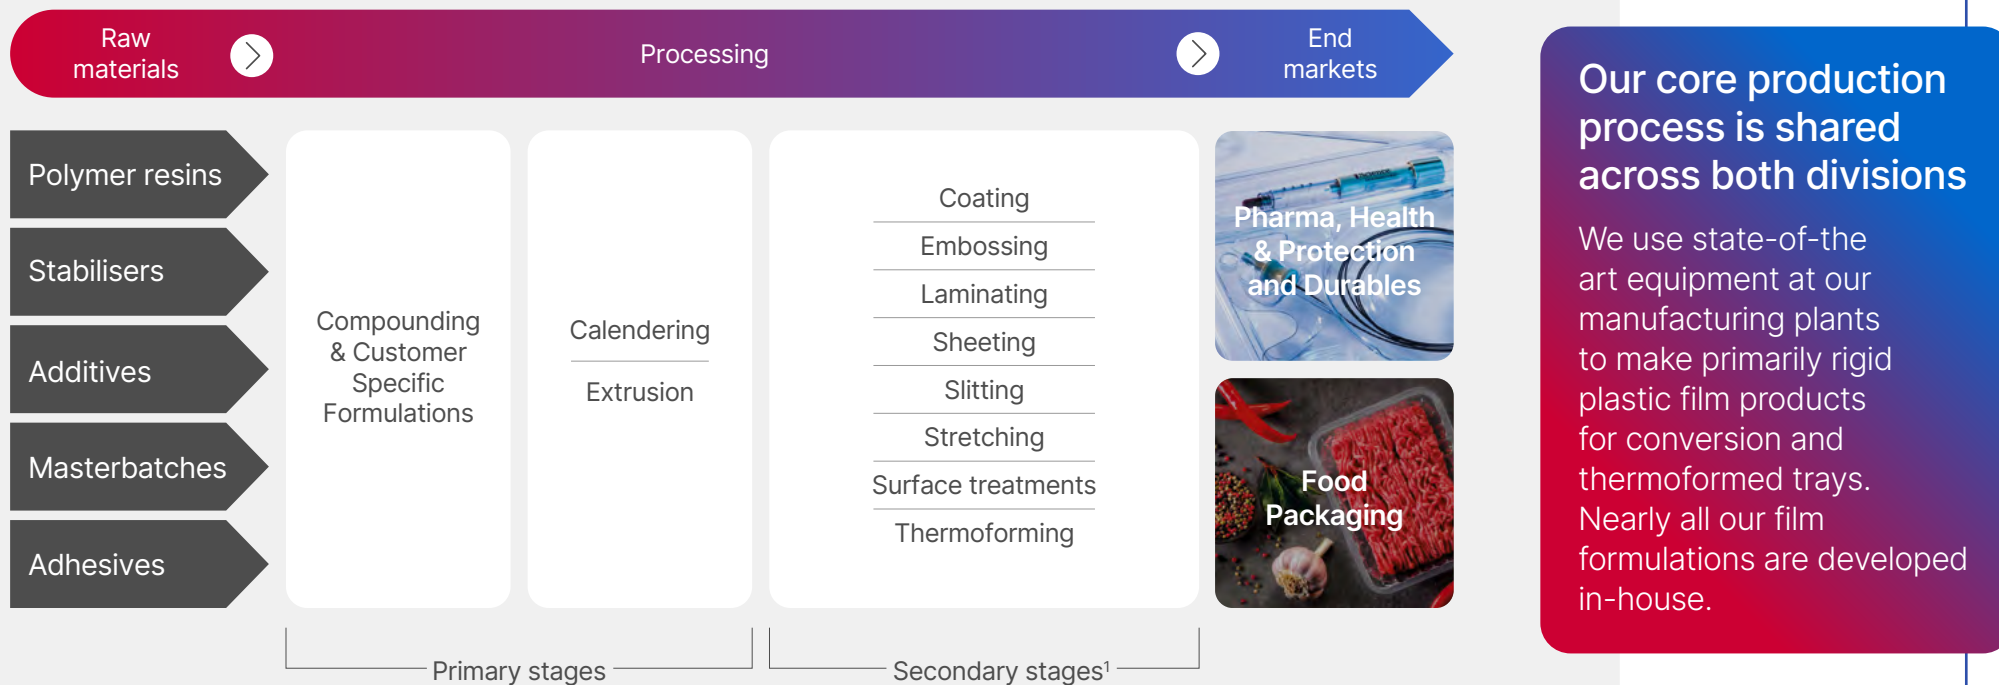 Raw
materials
Processing
End
markets
Polymer resins
Stabilisers
Additives
Masterbatches
Adhesives
Compounding
& Customer
Specific
Formulations
Calendering
Extrusion
Coating
Embossing
Laminating
Sheeting
Slitting
Stretching
Surface treatments
Thermoforming
Pharma, Health
& Protection
and Durables
Food
Packaging
Primary stages
Secondary stages¹
Our core production
process is shared
across both divisions
We use state-of-the
art equipment at our
manufacturing plants
to make primarily rigid
plastic film products
for conversion and
thermoformed trays.
Nearly all our film
formulations are developed
in-house.